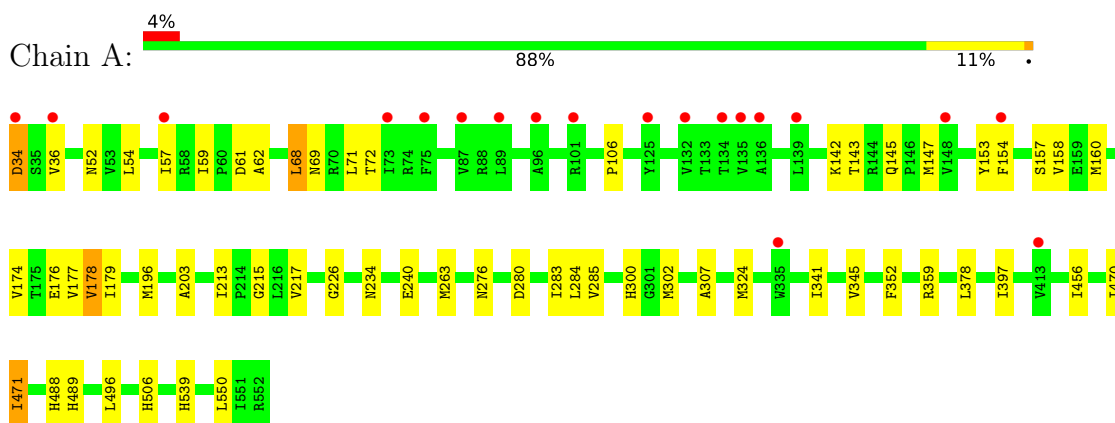 4%
Chain A:
88% 11% •
D34 S35 V36 N52 V53 L54 I57 R58 I59 P60 D61 A62 L68 N69 R70 L71 T72 I73 R74 F75 V87 R88 L89 A96 R101 P106 Y125 V132 T133 T134 V135 A136 L139 K142 T143 R144 Q145 P146 M147 V148 Y153 F154 S157 V158 E159 M160
V174 T175 E176 V177 V178 I179 M196 A203 I213 P214 G215 L216 V217 G226 N234 E240 M263 N276 D280 I283 L284 V285 H300 G301 M302 A307 M324 W335 I341 V345 F352 R359 L378 I397 V413 I456 I470
I471 H488 H489 L496 H506 H539 L550 I551 R552